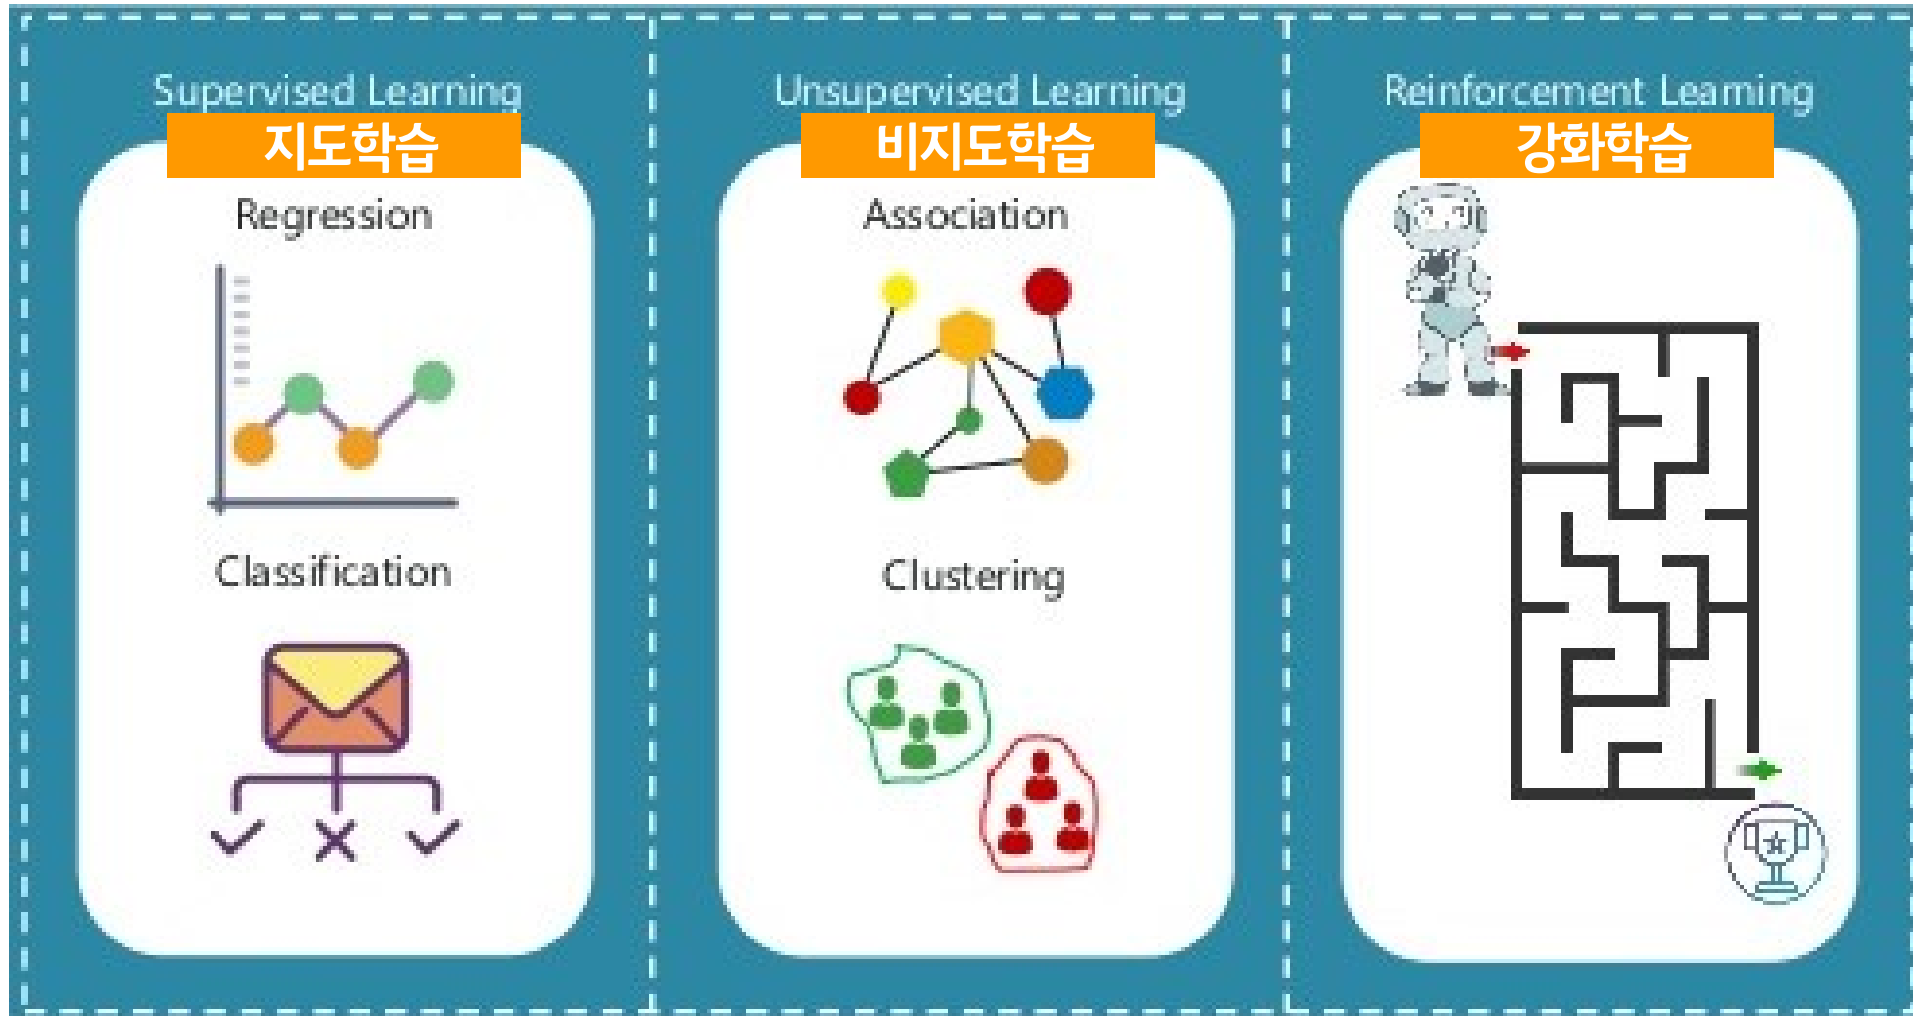 Supervised Learning
지도학습
Regression
Classification
Unsupervised Learning
비지도학습
Association
Clustering
Reinforcement Learning
강화학습